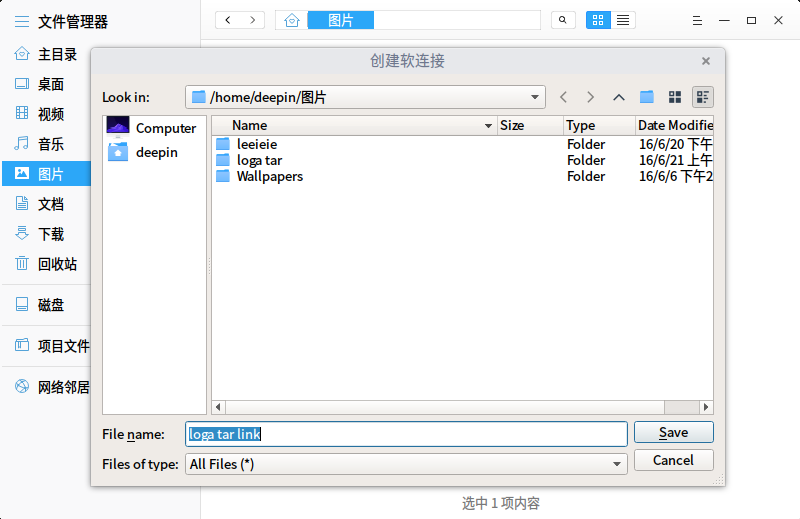 文件管理器
图片
主目录
桌面
视频
音乐
图片
文档
下载
回收站
磁盘
项目文件
网络邻居
创建软连接
Look in:
/home/deepin/图片
Computer
deepin
Name Size Type Date Modifie
leeieie Folder 16/6/20 下午
loga tar Folder 16/6/21 上午
Wallpapers Folder 16/6/6 下午2
File name: loga tar link Save
Files of type: All Files (*) Cancel
选中 1 项内容